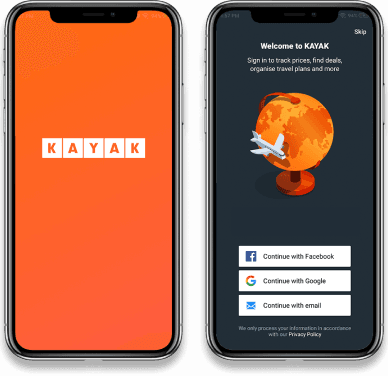 KAYAK
Skip
Welcome to KAYAK
Sign in to track prices, find deals,
organise travel plans and more
Continue with Facebook
Continue with Google
Continue with email
We only process your information in accordance
with our Privacy Policy